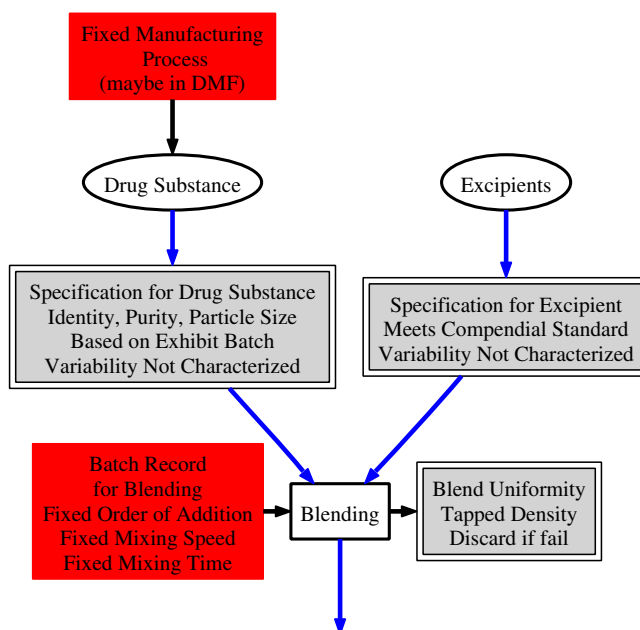 Fixed Manufacturing
Process
(maybe in DMF)
Drug Substance
Excipients
Specification for Drug Substance
Identity, Purity, Particle Size
Based on Exhibit Batch
Variability Not Characterized
Specification for Excipient
Meets Compendial Standard
Variability Not Characterized
Batch Record
for Blending
Fixed Order of Addition
Fixed Mixing Speed
Fixed Mixing Time
Blending
Blend Uniformity
Tapped Density
Discard if fail